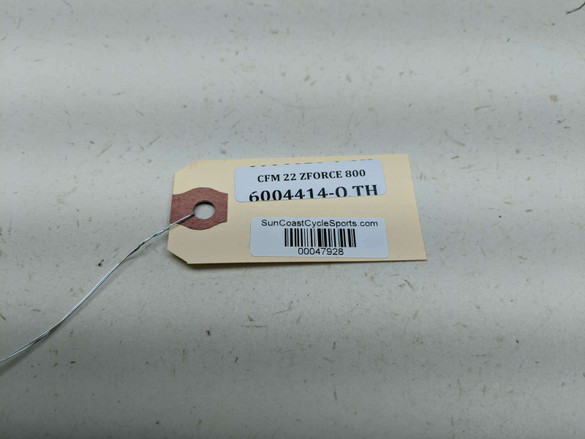 CFM 22 ZFORCE 800
6004414-O TH
SunCoastCycleSports.com
00047928